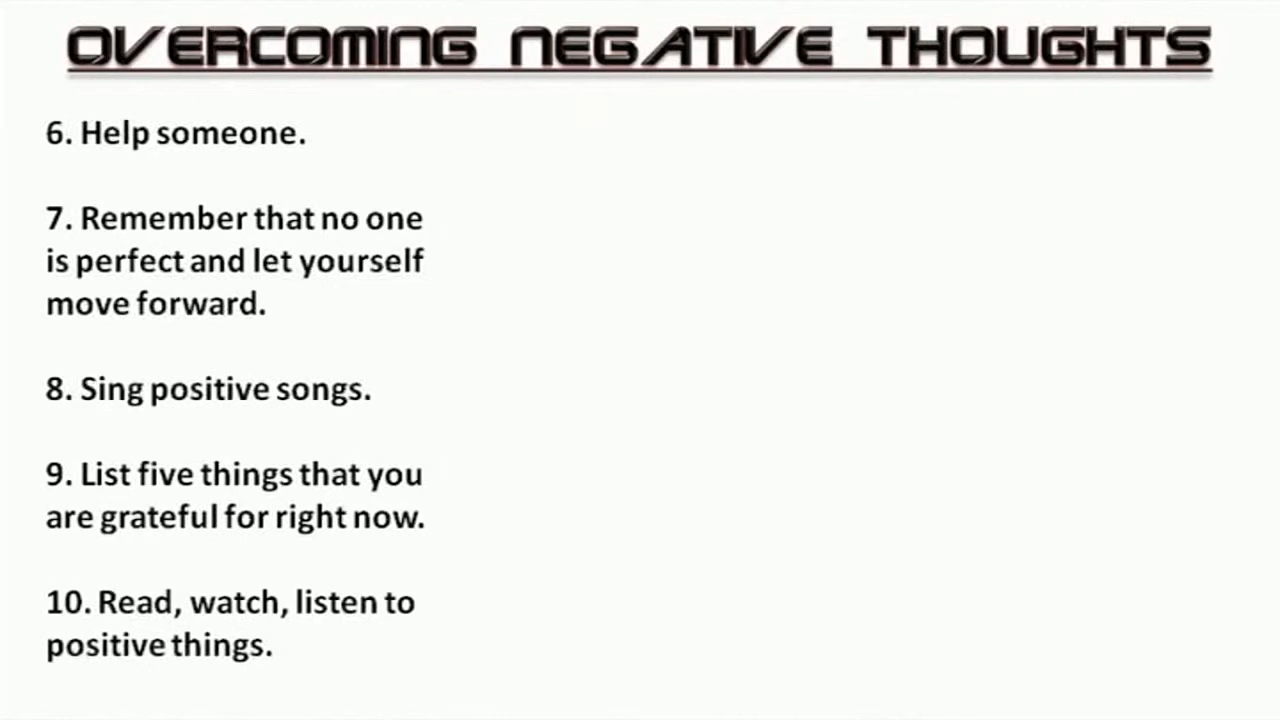 OVERCOMING NEGATIVE THOUGHTS
6. Help someone.
7. Remember that no one
is perfect and let yourself
move forward.
8. Sing positive songs.
9. List five things that you
are grateful for right now.
10. Read, watch, listen to
positive things.